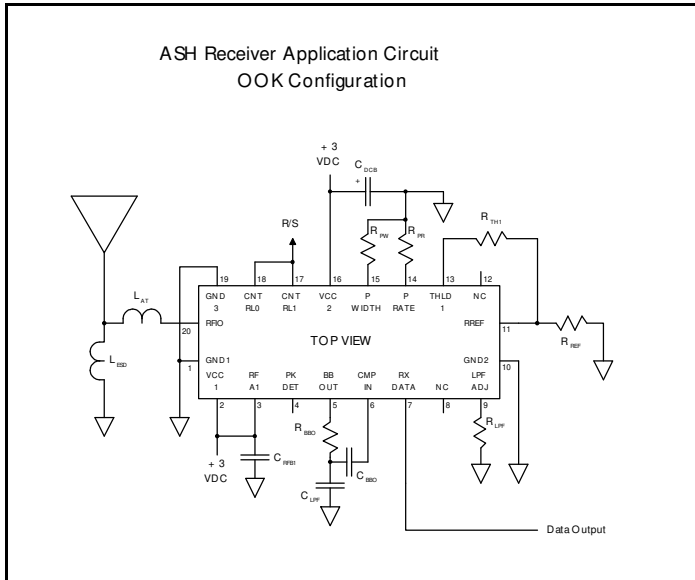 ASH Receiver Application Circuit
OOK Configuration
+ 3
VDC
C DCB
+
R/S
R PW
R PR
R TH1
19
18
17
16
15
14
13
12
L AT
GND
3
CNT
RL0
CNT
RL1
VCC
2
P
WIDTH
P
RATE
THLD
1
NC
20
RFIO
TOP VIEW
RREF
11
R REF
L ESD
1
GND1
GND2
10
VCC
1
RF
A1
PK
DET
BB
OUT
CMP
IN
RX
DATA
NC
LPF
ADJ
2
3
4
5
6
7
8
9
R BBO
R LPF
+ 3
VDC
C RFB1
C BBO
C LPF
Data Output